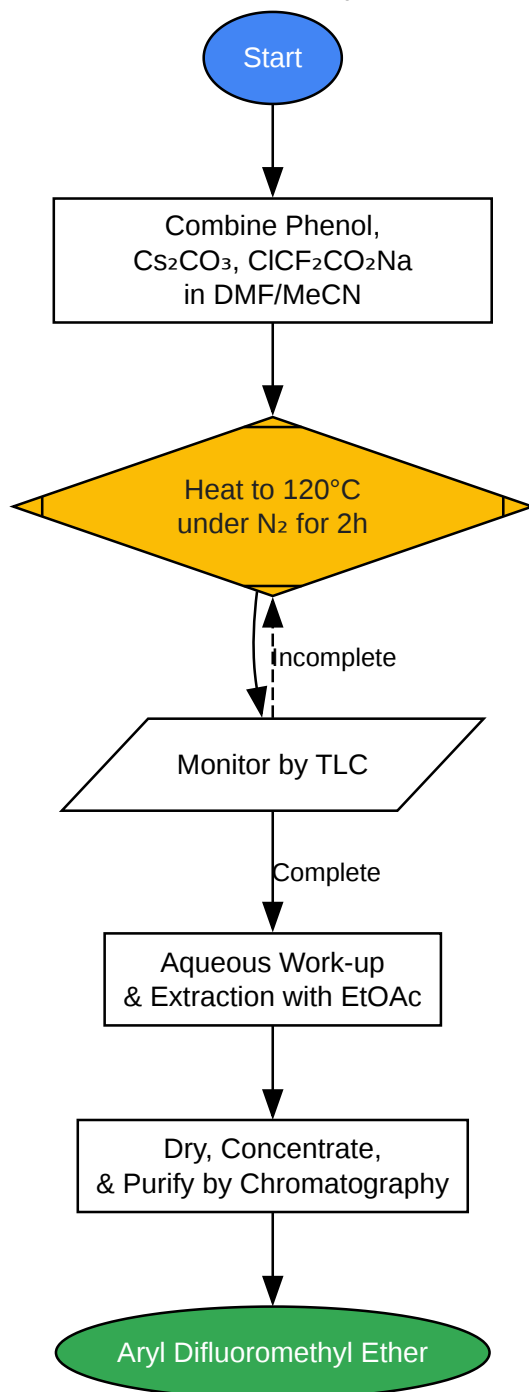 Start
Combine Phenol,
Cs₂CO₃, ClCF₂CO₂Na
in DMF/MeCN
Heat to 120°C
under N₂ for 2h
Incomplete
Monitor by TLC
Complete
Aqueous Work-up
& Extraction with EtOAc
Dry, Concentrate,
& Purify by Chromatography
Aryl Difluoromethyl Ether